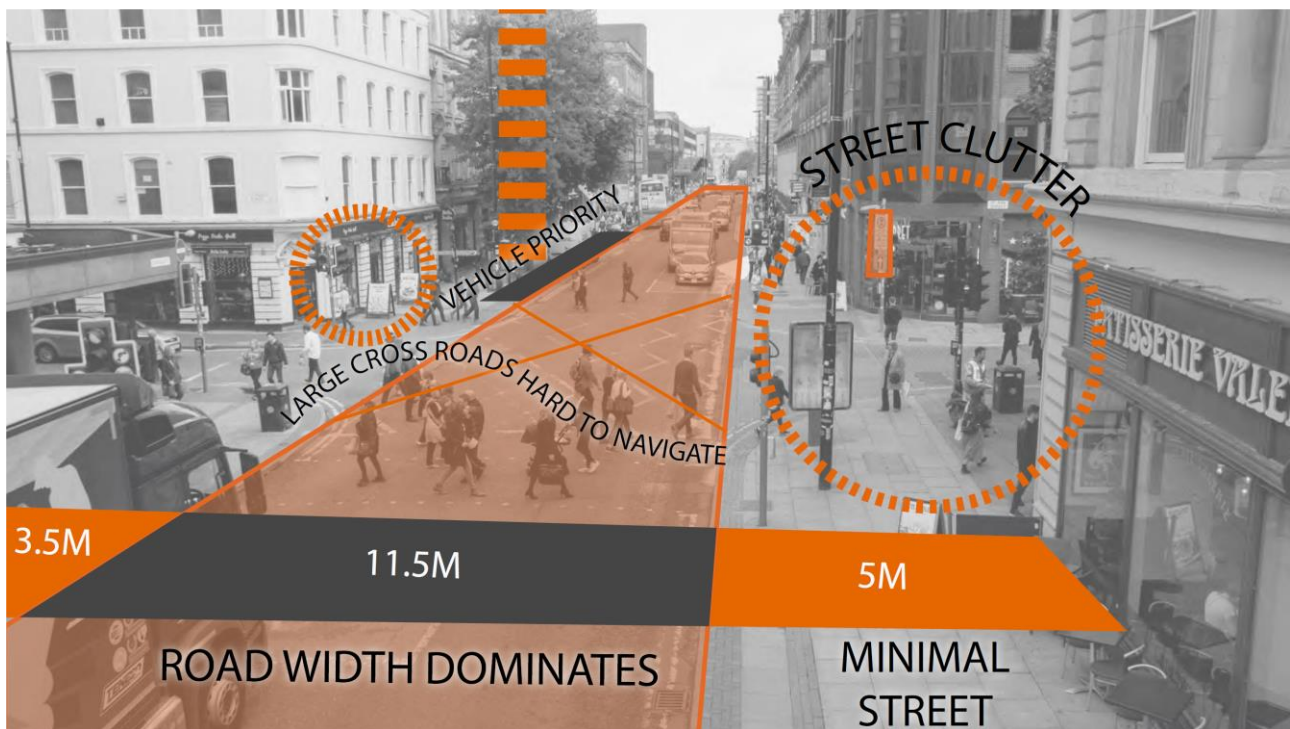 STREET CLUTTER
VEHICLE PRIORITY
LARGE CROSS ROADS HARD TO NAVIGATE
3.5M
11.5M
5M
ROAD WIDTH DOMINATES
MINIMAL
STREET
TISSERIE VALE